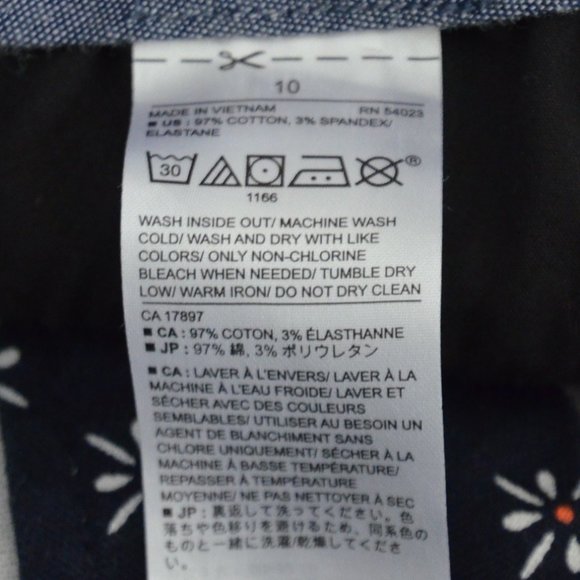 10
MADE IN VIETNAM RN 54023
■ US : 97% COTTON, 3% SPANDEX/
ELASTANE
30
®
1166
WASH INSIDE OUT/ MACHINE WASH
COLD/ WASH AND DRY WITH LIKE
COLORS/ ONLY NON-CHLORINE
BLEACH WHEN NEEDED/ TUMBLE DRY
LOW/ WARM IRON/ DO NOT DRY CLEAN
CA 17897
■ CA : 97% COTON, 3% ÉLASTHANNE
■ JP : 97% 綿, 3% ポリウレタン
■ CA : LAVER À L'ENVERS/ LAVER À LA
MACHINE À L'EAU FROIDE/ LAVER ET
SÉCHER AVEC DES COULEURS
SEMBLABLES/ UTILISER AU BESOIN UN
AGENT DE BLANCHIMENT SANS
CHLORE UNIQUEMENT/ SÉCHER À LA
MACHINE À BASSE TEMPÉRATURE/
REPASSER À TEMPÉRATURE
MOYENNE/ NE PAS NETTOYER À SEC
■ JP : 裏返して洗ってください。色
落ちや色移りを避けるため、同系色の
ものと一緒に洗濯/乾燥してくださ
い。